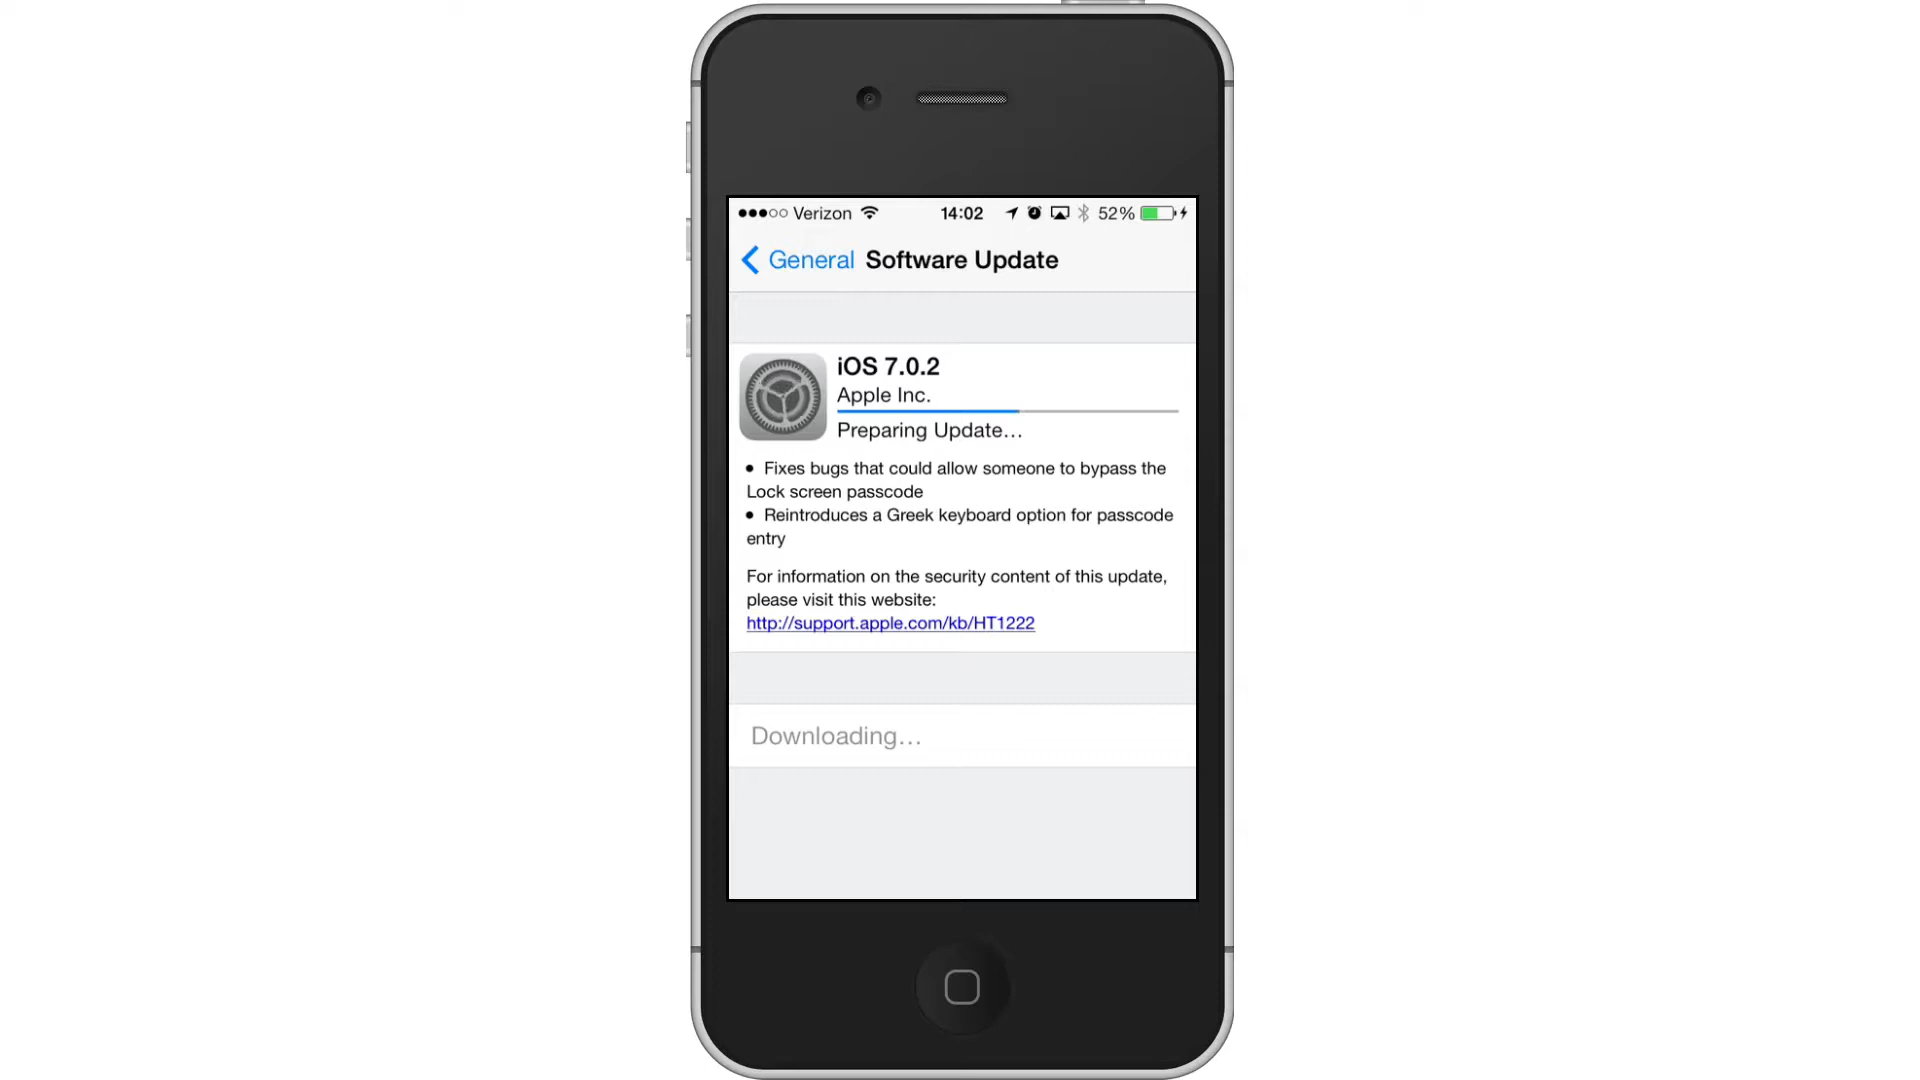 Verizon 14:02 52%
General Software Update
iOS 7.0.2
Apple Inc.
Preparing Update...
• Fixes bugs that could allow someone to bypass the
Lock screen passcode
• Reintroduces a Greek keyboard option for passcode
entry
For information on the security content of this update,
please visit this website:
http://support.apple.com/kb/HT1222
Downloading...